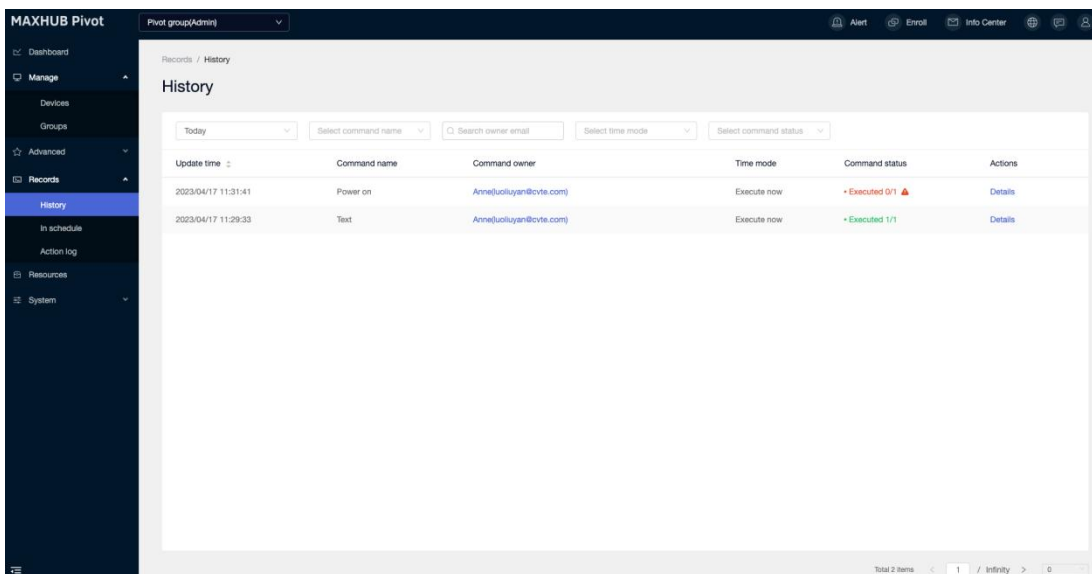 MAXHUB Pivot
Pivot group(Admin)
Alert
Enroll
Info Center
Dashboard
Manage
Devices
Groups
Advanced
Records
History
In schedule
Action log
Resources
System
Records / History
History
Today
Select command name
Search owner email
Select time mode
Select command status
Update time Command name Command owner Time mode Command status Actions
2023/04/17 11:31:41 Power on Anne(luoliuyan@cvte.com) Execute now • Executed 0/1 Details
2023/04/17 11:29:33 Text Anne(luoliuyan@cvte.com) Execute now • Executed 1/1 Details
Total 2 items < 1 / Infinity > 0